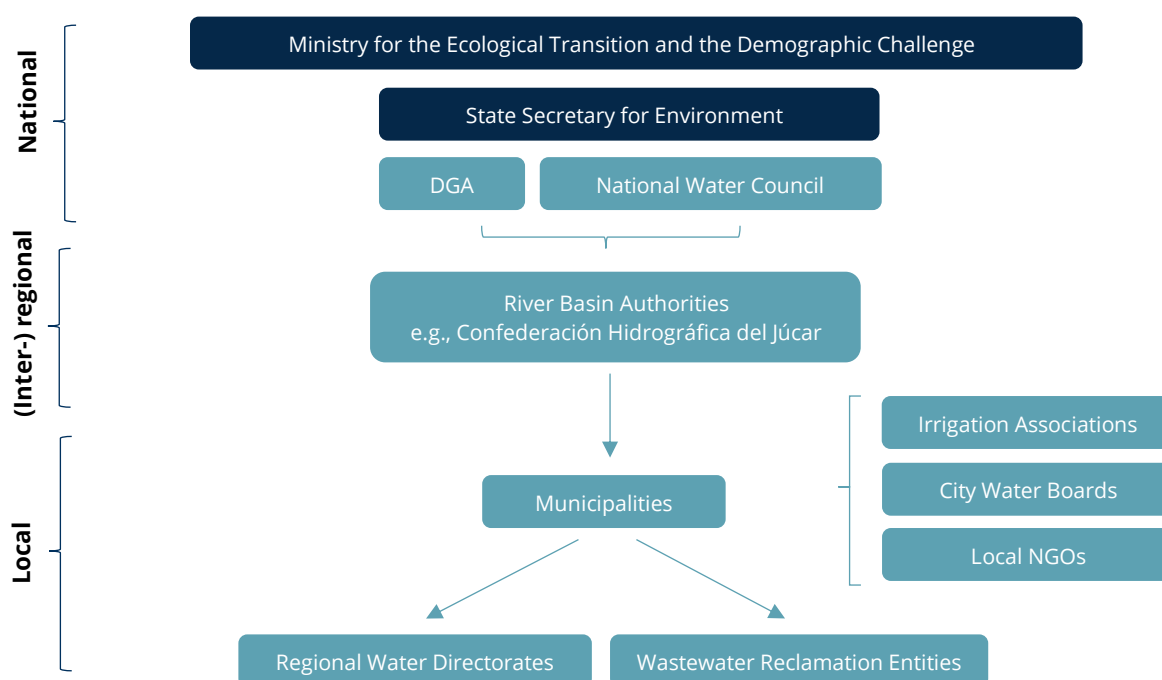 National
Ministry for the Ecological Transition and the Demographic Challenge
State Secretary for Environment
DGA
National Water Council
(Inter-) regional
River Basin Authorities
e.g., Confederación Hidrográfica del Júcar
Local
Municipalities
Irrigation Associations
City Water Boards
Local NGOs
Regional Water Directorates
Wastewater Reclamation Entities